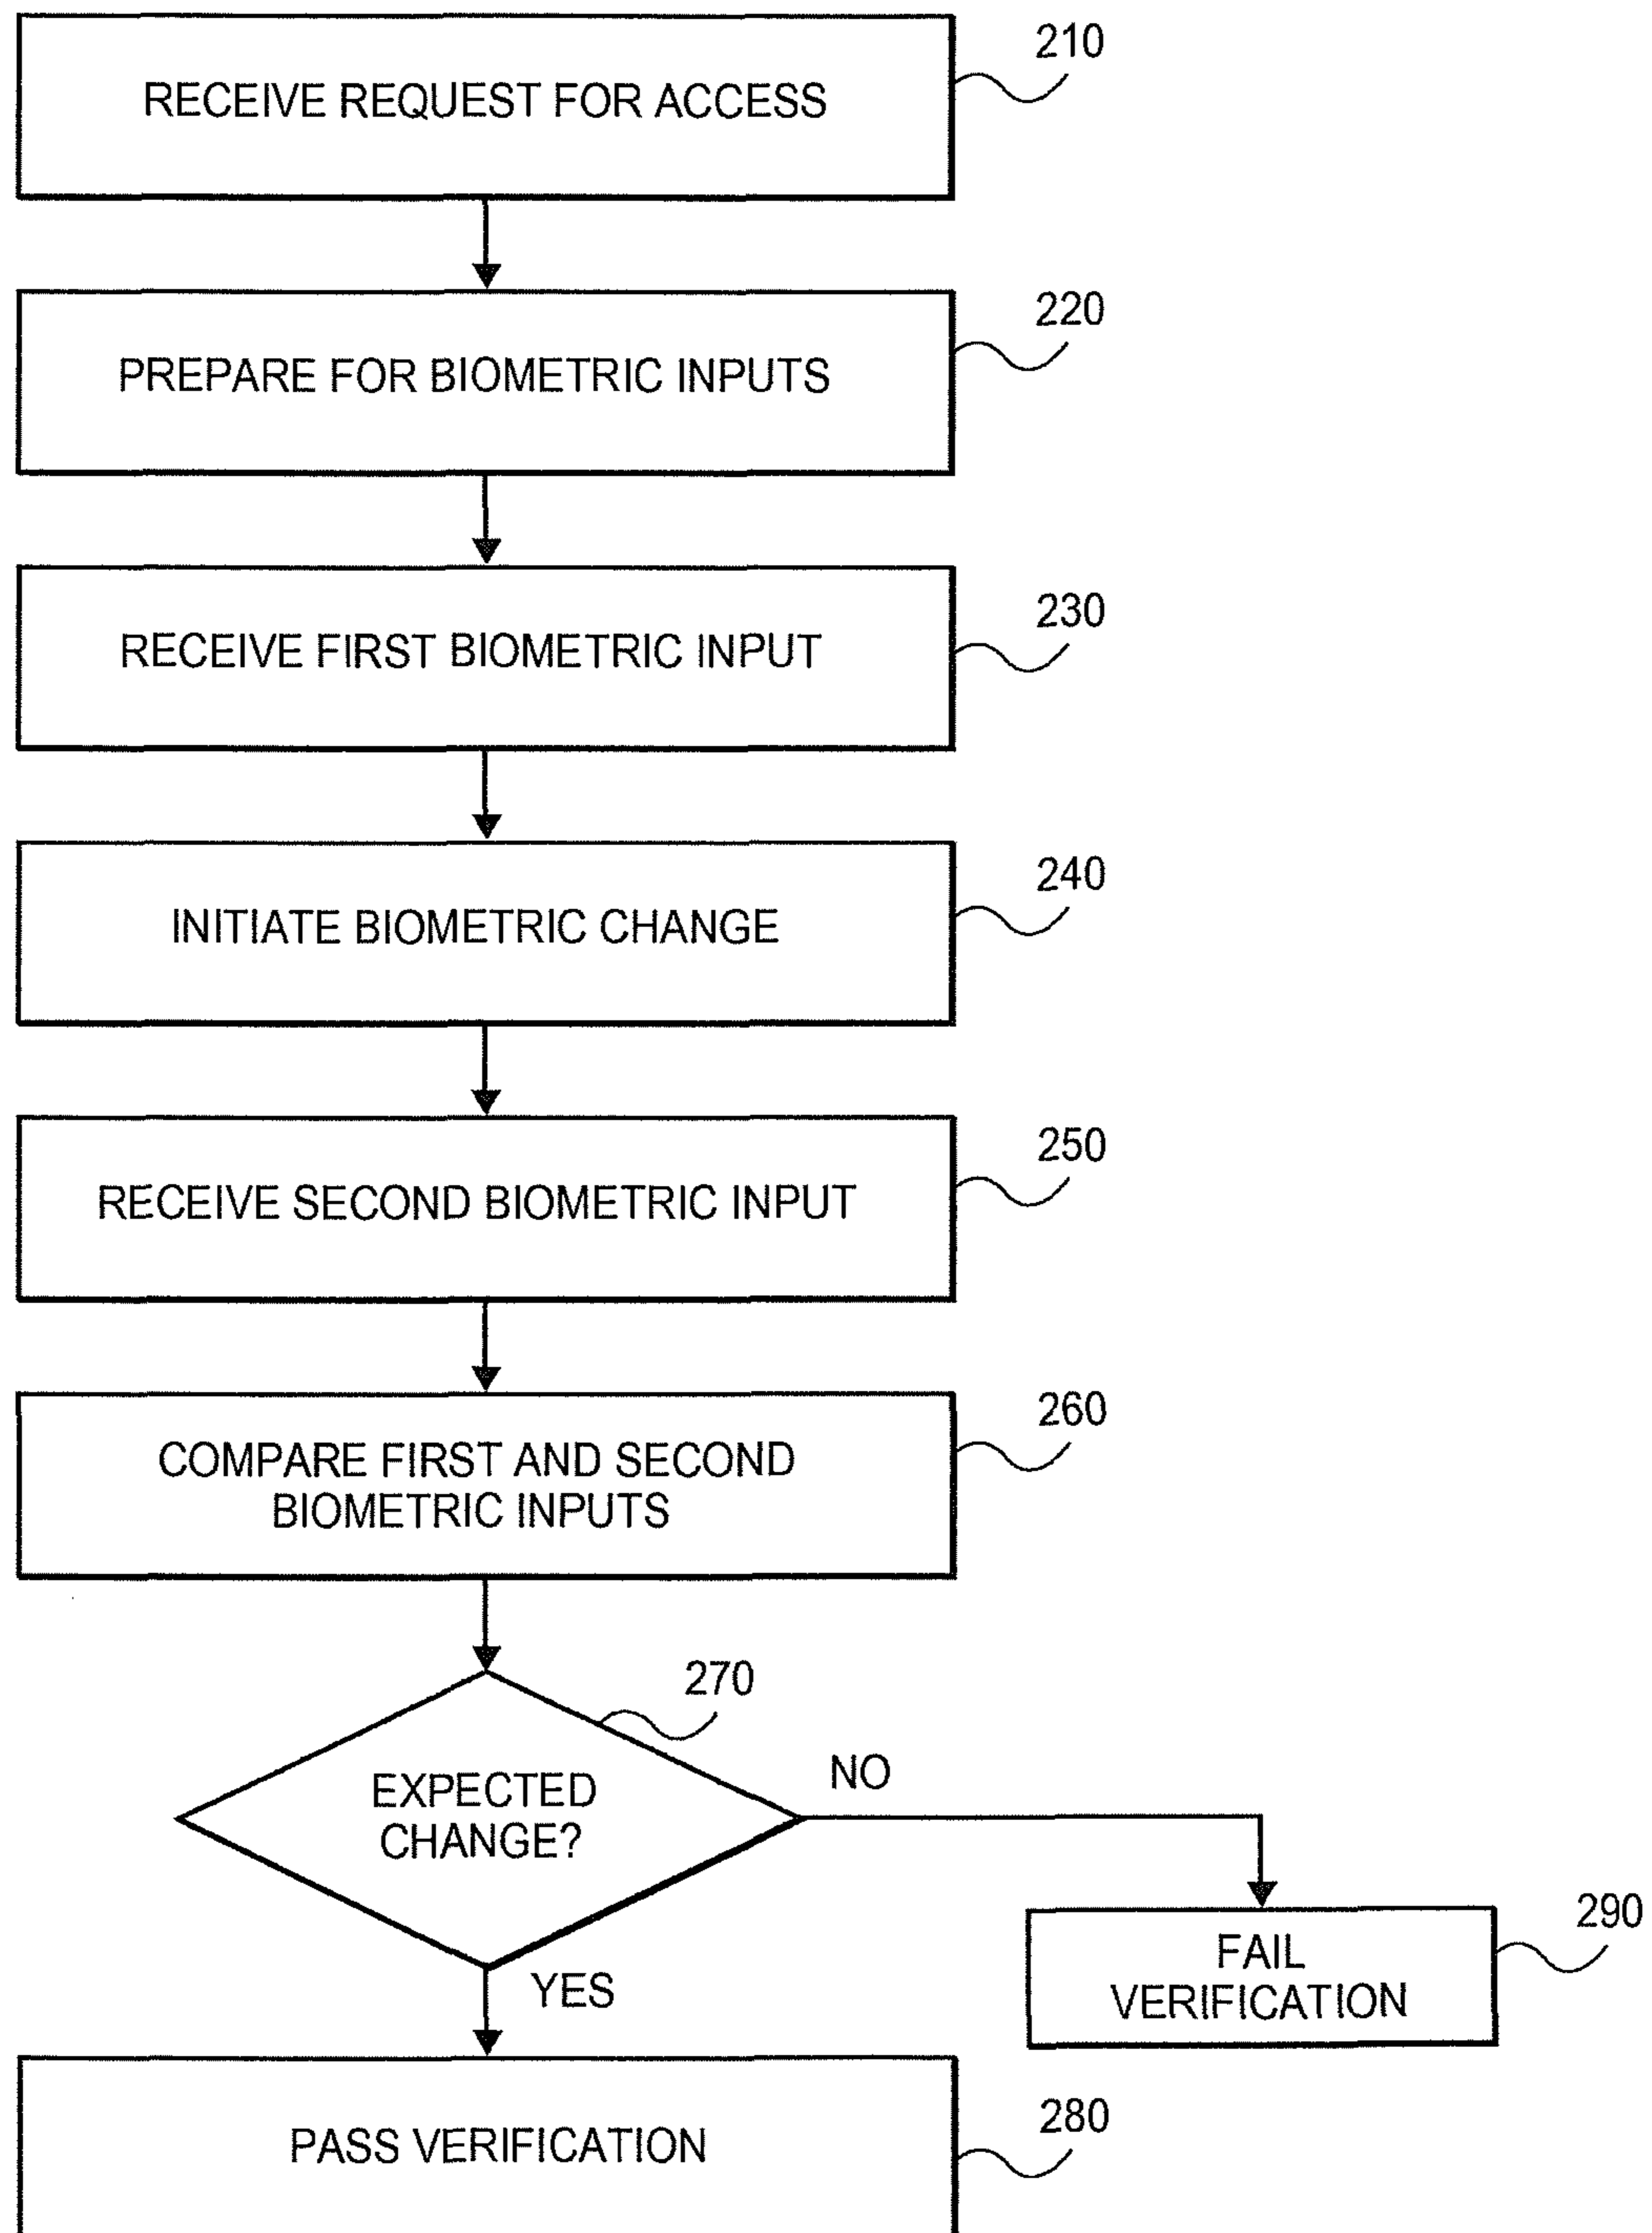 RECEIVE REQUEST FOR ACCESS
210
PREPARE FOR BIOMETRIC INPUTS
220
RECEIVE FIRST BIOMETRIC INPUT
230
INITIATE BIOMETRIC CHANGE
240
RECEIVE SECOND BIOMETRIC INPUT
250
COMPARE FIRST AND SECOND
BIOMETRIC INPUTS
260
EXPECTED
CHANGE?
270
NO
YES
FAIL
VERIFICATION
290
PASS VERIFICATION
280